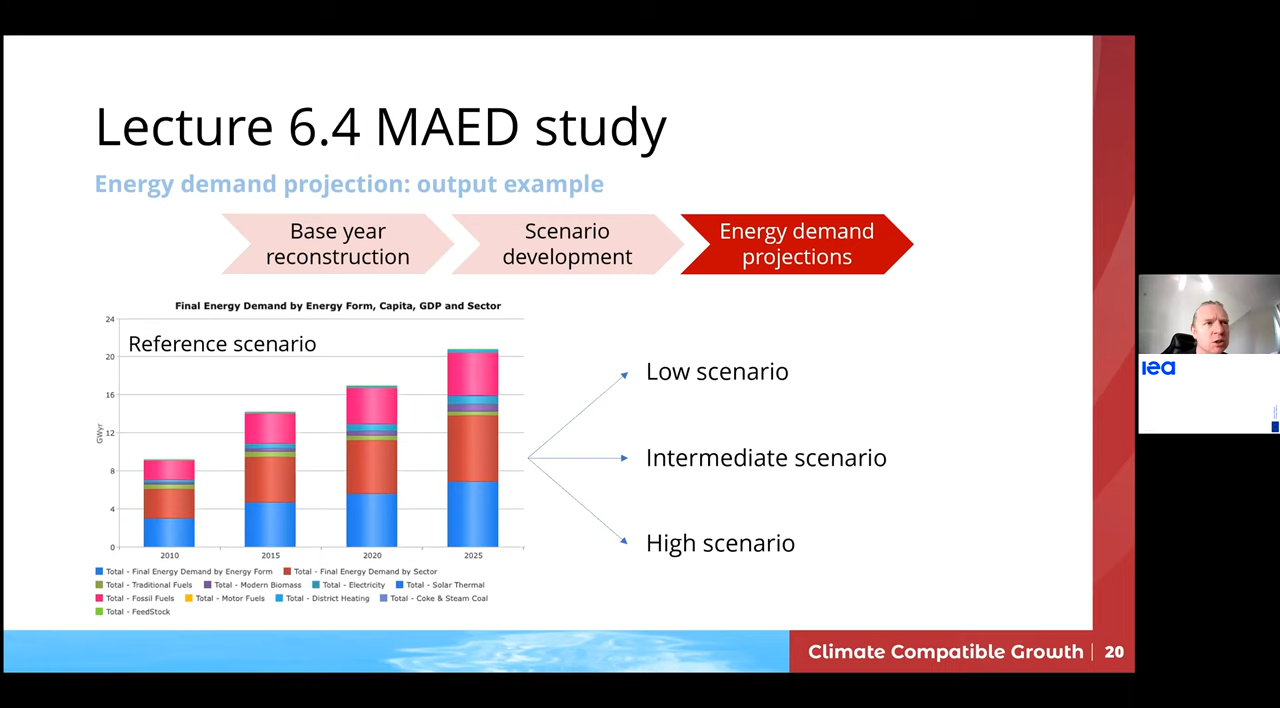 Lecture 6.4 MAED study
Energy demand projection: output example
Base year
reconstruction
Scenario
development
Energy demand
projections
Final Energy Demand by Energy Form, Capita, GDP and Sector
Reference scenario
GWyr
24
20
16
12
8
4
0
2010
2015
2020
2025
Total - Final Energy Demand by Energy Form
Total - Final Energy Demand by Sector
Total - Traditional Fuels
Total - Modern Biomass
Total - Electricity
Total - Solar Thermal
Total - Fossil Fuels
Total - Motor Fuels
Total - District Heating
Total - Coke & Steam Coal
Total - FeedStock
Low scenario
Intermediate scenario
High scenario
iea
Climate Compatible Growth | 20